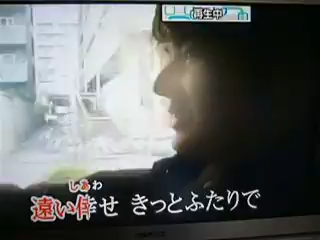 再生中
しあわ
遠い倖せ きっとふたりで